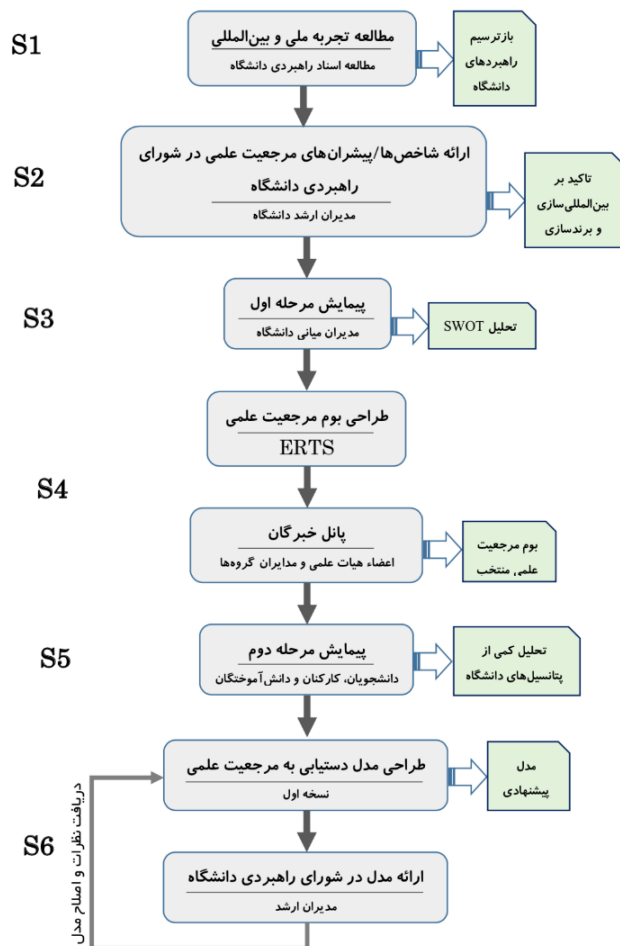 S1
مطالعه تجربه ملی و بین‌المللی
مطالعه اسناد راهبردی دانشگاه
بازترسیم
راهبردهای
دانشگاه
S2
ارائه شاخص‌ها/پیشران‌های مرجعیت علمی در شورای
راهبردی دانشگاه
مدیران ارشد دانشگاه
تاکید بر
بین‌المللی‌سازی
و برندسازی
S3
پیمایش مرحله اول
مدیران میانی دانشگاه
تحلیل SWOT
طراحی بوم مرجعیت علمی
ERTS
S4
پانل خبرگان
اعضاء هیات علمی و مدایران گروه‌ها
بوم مرجعیت
علمی منتخب
S5
پیمایش مرحله دوم
دانشجویان، کارکنان و دانش‌آموختگان
تحلیل کمی از
پتانسیل‌های دانشگاه
طراحی مدل دستیابی به مرجعیت علمی
نسخه اول
مدل
پیشنهادی
S6
دریافت نظرات و اصلاح مدل
ارائه مدل در شورای راهبردی دانشگاه
مدیران ارشد